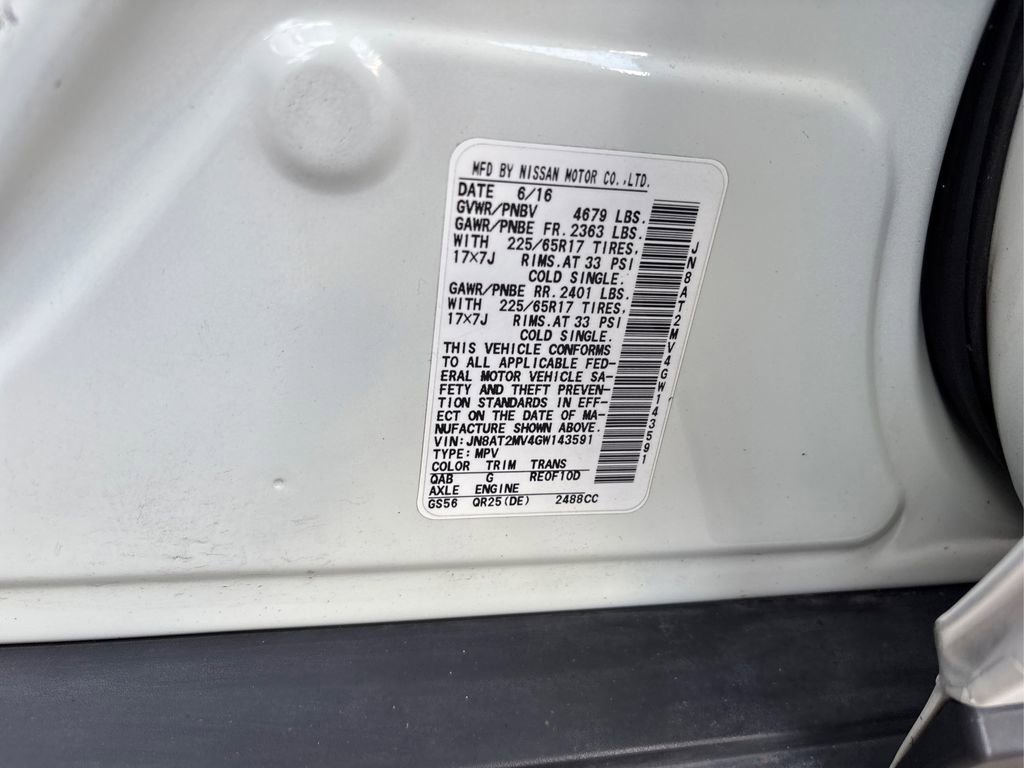 MFD BY NISSAN MOTOR CO.,LTD.
DATE 6/16
GVWR/PNBV 4679 LBS.
GAWR/PNBE FR. 2363 LBS.
WITH 225/65R17 TIRES,
17×7J RIMS.AT 33 PSI
COLD SINGLE.
GAWR/PNBE RR. 2401 LBS.
WITH 225/65R17 TIRES,
17×7J RIMS.AT 33 PSI
COLD SINGLE.
THIS VEHICLE CONFORMS
TO ALL APPLICABLE FED-
ERAL MOTOR VEHICLE SA-
FETY AND THEFT PREVEN-
TION STANDARDS IN EFF-
ECT ON THE DATE OF MA-
NUFACTURE SHOWN ABOVE.
VIN: JN8AT2MV4GW143591
TYPE: MPV
COLOR TRIM TRANS
QAB G RE0F10D
AXLE ENGINE
GS56 QR25(DE) 2488CC
JN8AT2MV4GW143591